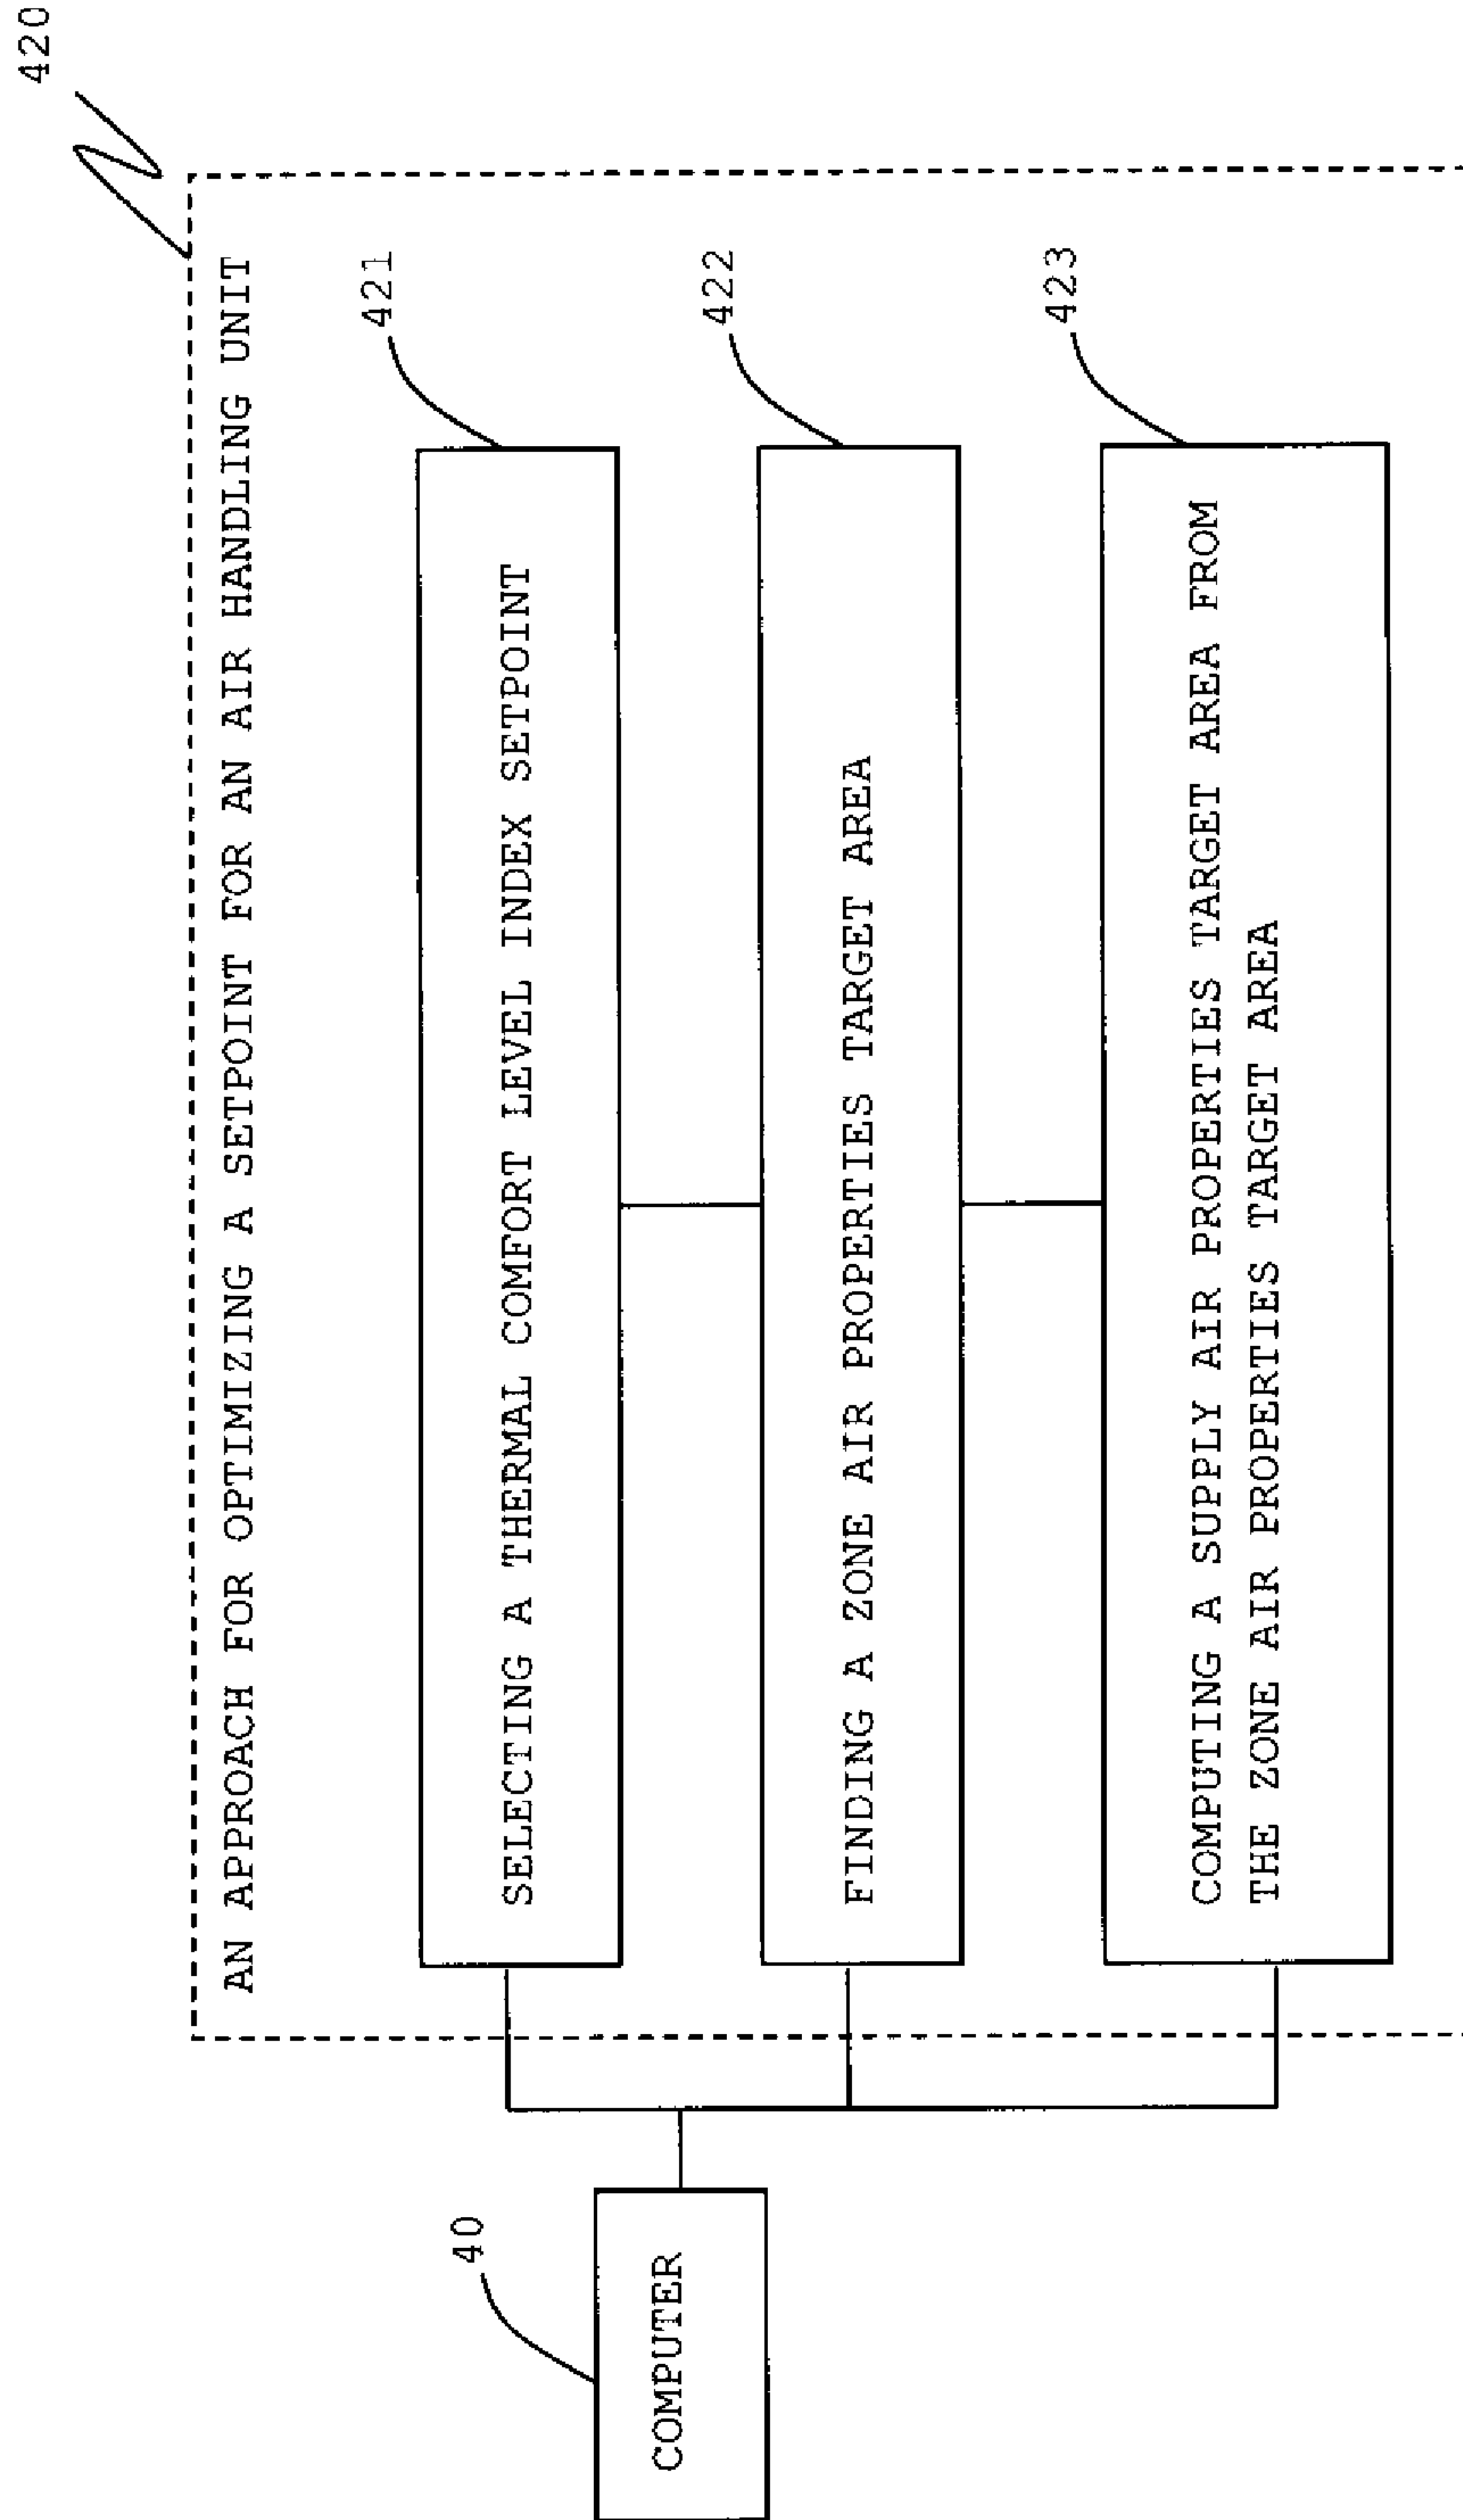 420
AN APPROACH FOR OPTIMIZING A SETPOINT FOR AN AIR HANDLING UNIT
421
SELECTING A THERMAL COMFORT LEVEL INDEX SETPOINT
422
FINDING A ZONE AIR PROPERTIES TARGET AREA
423
COMPUTING A SUPPLY AIR PROPERTIES TARGET AREA FROM
THE ZONE AIR PROPERTIES TARGET AREA
40
COMPUTER